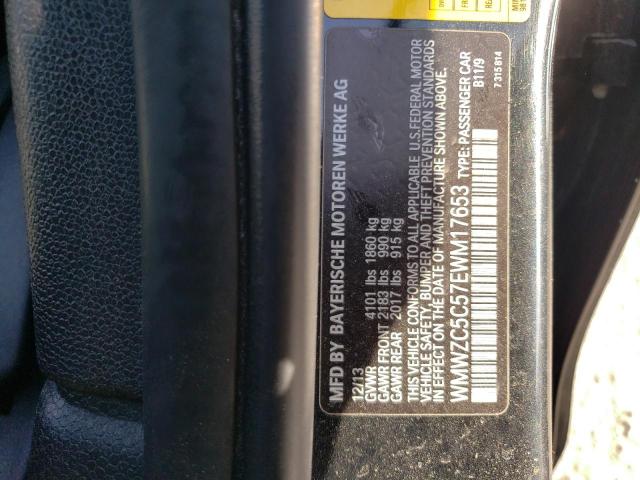 MFD BY BAYERISCHE MOTOREN WERKE AG
12/13
GVWR 4101 lbs 1860 kg
GAWR FRONT 2183 lbs 990 kg
GAWR REAR 2017 lbs 915 kg
THIS VEHICLE CONFORMS TO ALL APPLICABLE U.S. FEDERAL MOTOR
VEHICLE SAFETY, BUMPER AND THEFT PREVENTION STANDARDS
IN EFFECT ON THE DATE OF MANUFACTURE SHOWN ABOVE.
WMWZC5C57EWM17653 TYPE: PASSENGER CAR
B11/9
7 315 814